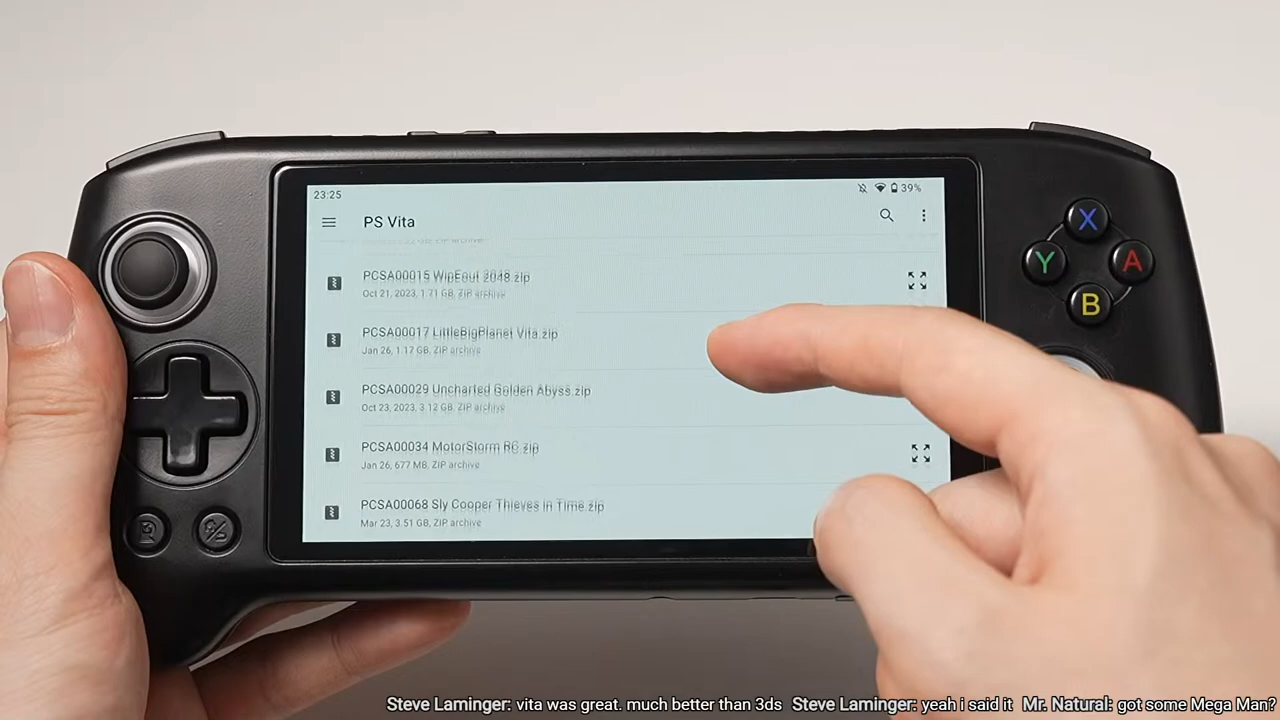 23:25
39%
PS Vita
PCSA00015 WipEout 2048.zip
Oct 21, 2023, 1.71 GB, ZIP archive
PCSA00017 LittleBigPlanet Vita.zip
Jan 26, 1.17 GB, ZIP archive
PCSA00029 Uncharted Golden Abyss.zip
Oct 23, 2023, 3.12 GB, ZIP archive
PCSA00034 MotorStorm RC.zip
Jan 26, 677 MB, ZIP archive
PCSA00068 Sly Cooper Thieves in Time.zip
Mar 23, 3.51 GB, ZIP archive
X
Y
A
B
Steve Laminger: vita was great. much better than 3ds Steve Laminger: yeah i said it Mr. Natural: got some Mega Man?